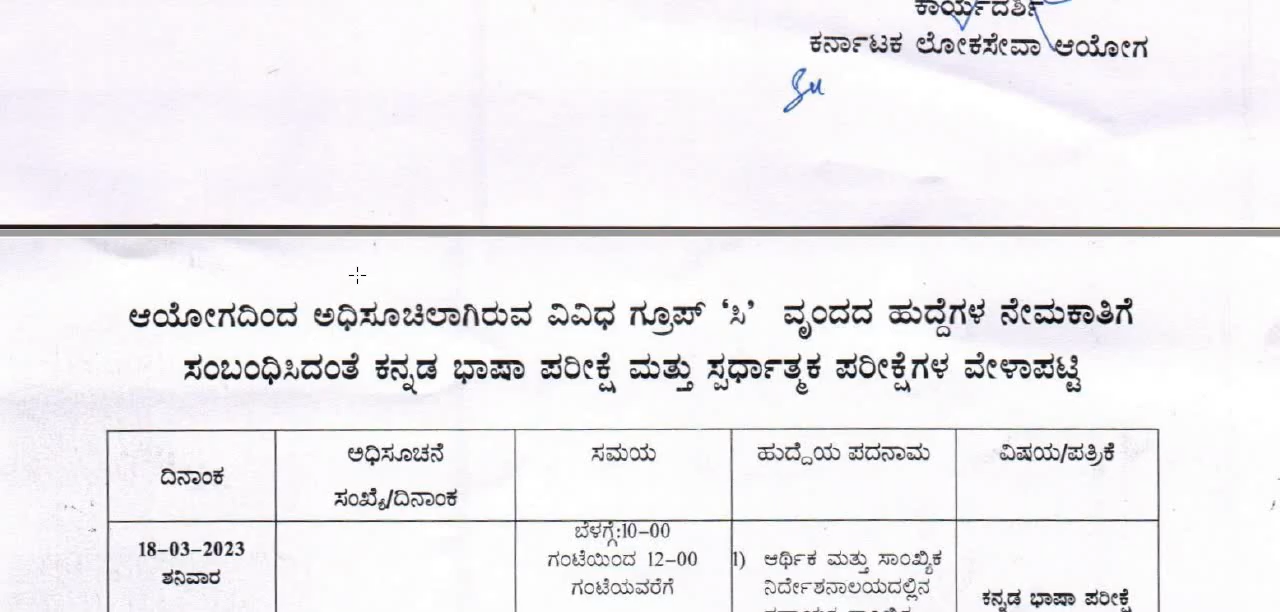 ಕಾರ್ಯದರ್ಶಿ
ಕರ್ನಾಟಕ ಲೋಕಸೇವಾ ಆಯೋಗ
ಆಯೋಗದಿಂದ ಅಧಿಸೂಚಿಲಾಗಿರುವ ವಿವಿಧ ಗ್ರೂಪ್ ‘ಸಿ’ ವೃಂದದ ಹುದ್ದೆಗಳ ನೇಮಕಾತಿಗೆ
ಸಂಬಂಧಿಸಿದಂತೆ ಕನ್ನಡ ಭಾಷಾ ಪರೀಕ್ಷೆ ಮತ್ತು ಸ್ಪರ್ಧಾತ್ಮಕ ಪರೀಕ್ಷೆಗಳ ವೇಳಾಪಟ್ಟಿ
ದಿನಾಂಕ
ಅಧಿಸೂಚನೆ
ಸಂಖ್ಯೆ/ದಿನಾಂಕ
ಸಮಯ
ಹುದ್ದೆಯ ಪದನಾಮ
ವಿಷಯ/ಪತ್ರಿಕೆ
18-03-2023
ಶನಿವಾರ
ಬೆಳಗ್ಗೆ:10-00
ಗಂಟೆಯಿಂದ 12-00
ಗಂಟೆಯವರೆಗೆ
1) ಆರ್ಥಿಕ ಮತ್ತು ಸಾಂಖ್ಯಿಕ
ನಿರ್ದೇಶನಾಲಯದಲ್ಲಿನ
ಕನ್ನಡ ಭಾಷಾ ಪರೀಕ್ಷೆ